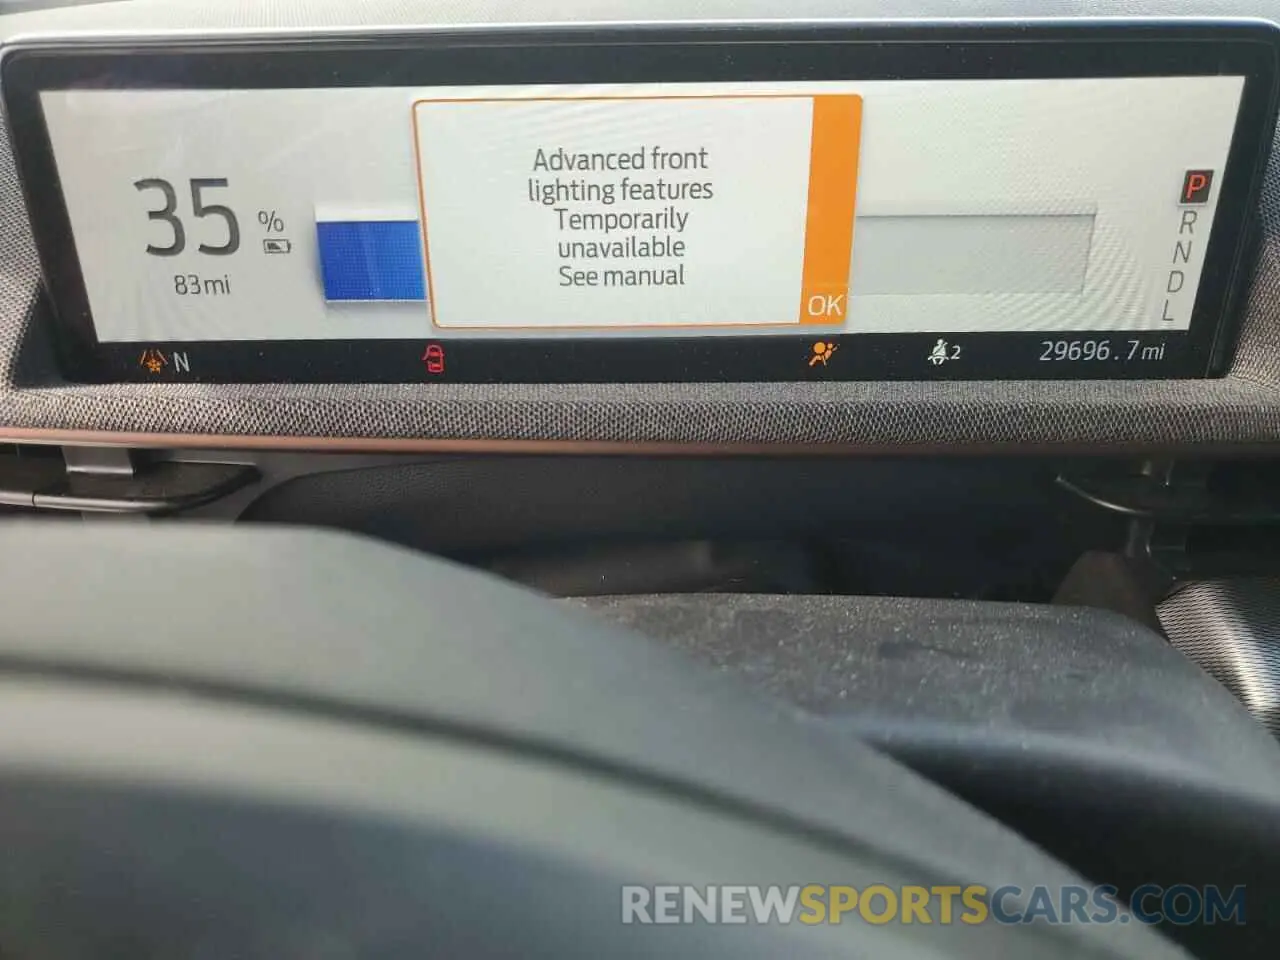 35 %
83mi
Advanced front
lighting features
Temporarily
unavailable
See manual
OK
P
R
N
D
L
N
2
29696.7mi
RENEWSPORTSCARS.COM